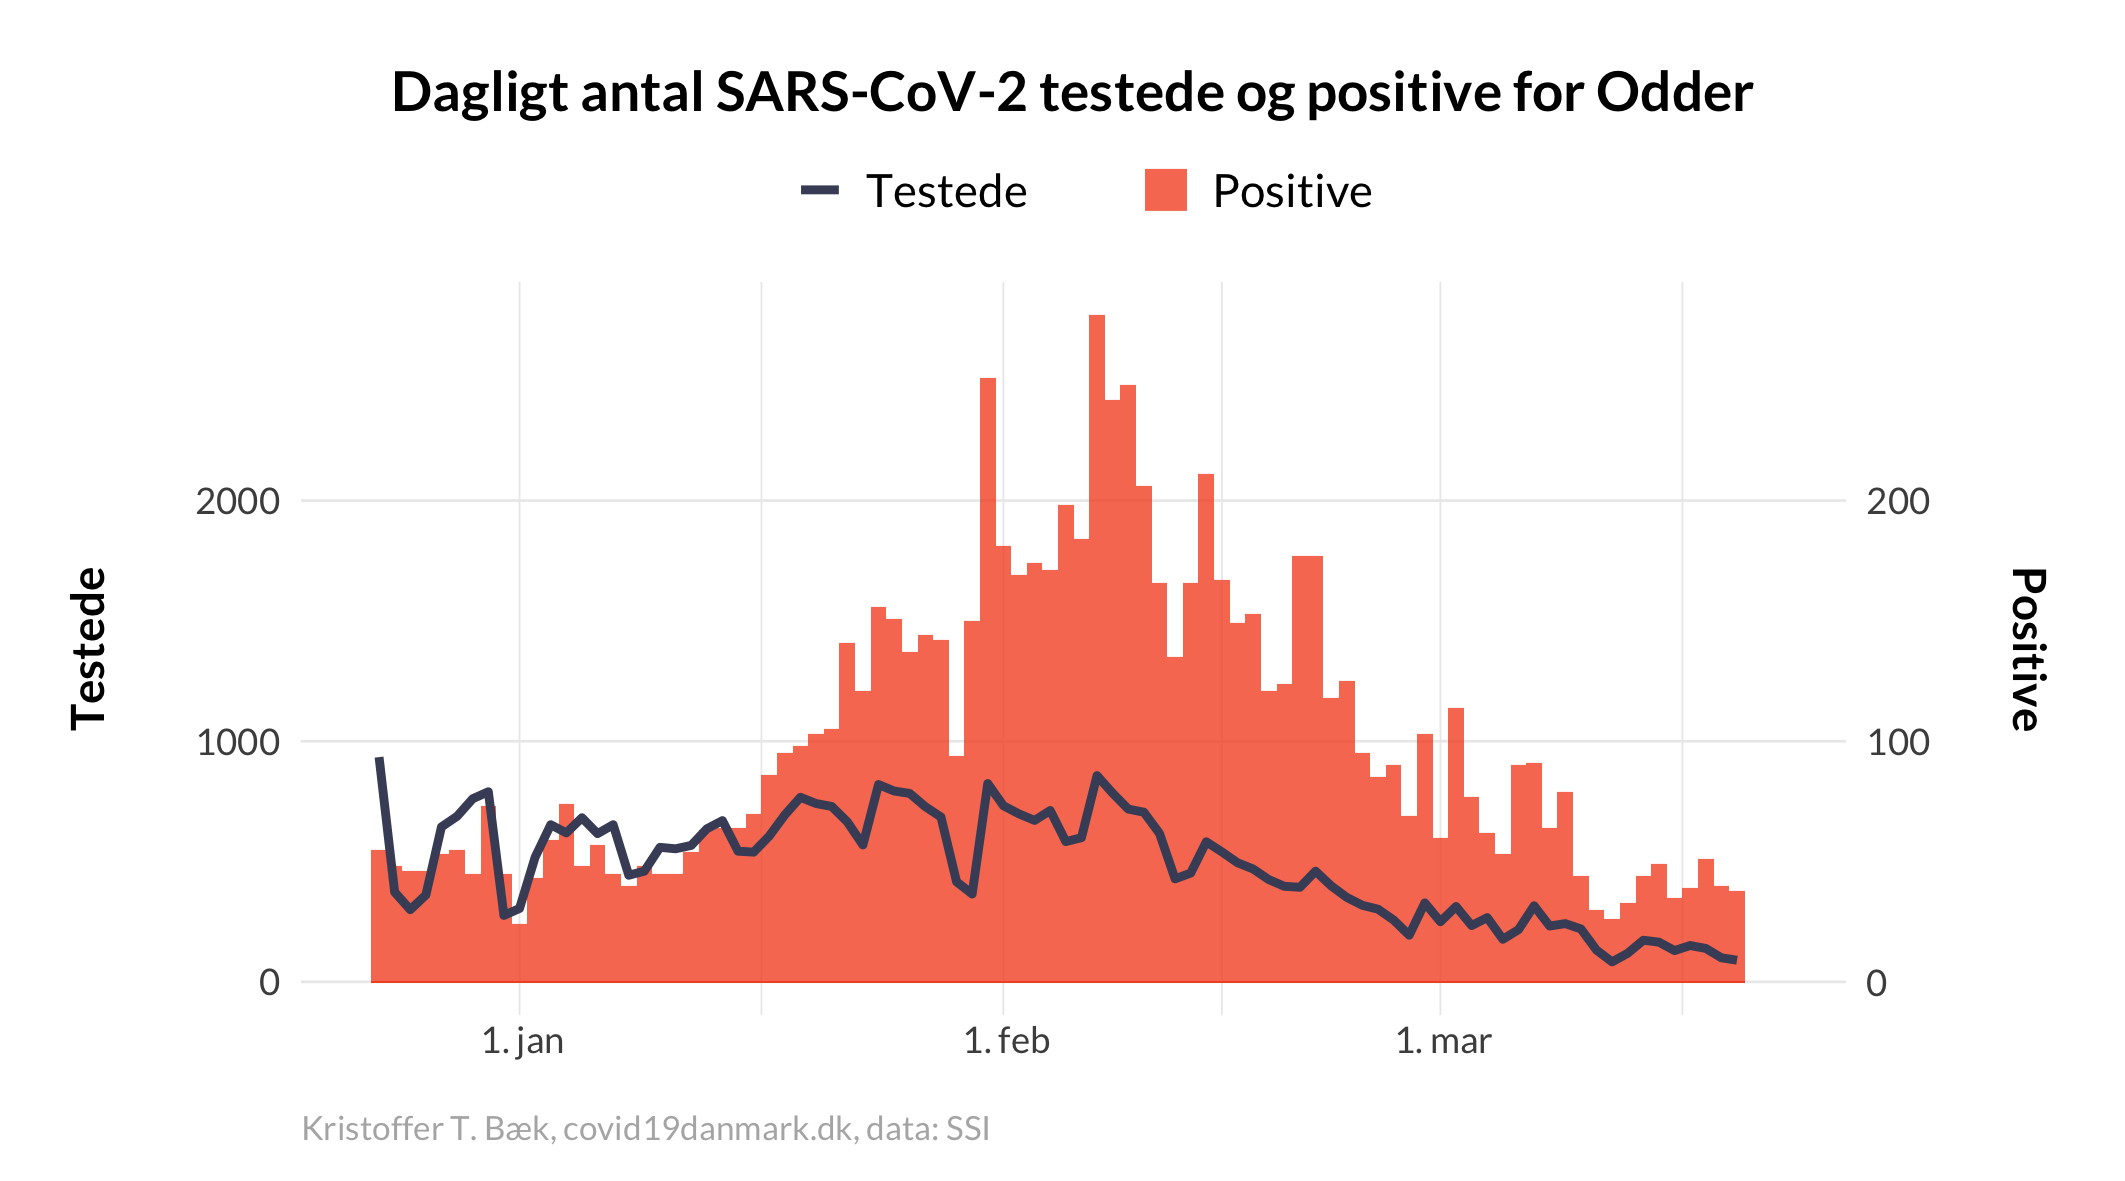 Dagligt antal SARS-CoV-2 testede og positive for Odder
Testede
Positive
2000
1000
0
Testede
200
100
0
Positive
1. jan
1. feb
1. mar
Kristoffer T. Bæk, covid19danmark.dk, data: SSI